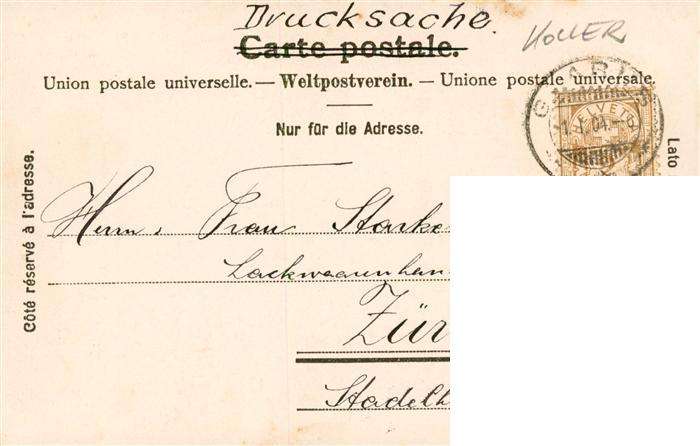 Drucksache.
Carte postale.
KOLLER
Union postale universelle. — Weltpostverein. — Unione postale universale.
Nur für die Adresse.
Côté réservé à l'adresse.
Lato
HELVETIA
Herrn & Frau
Zür
Stadelh